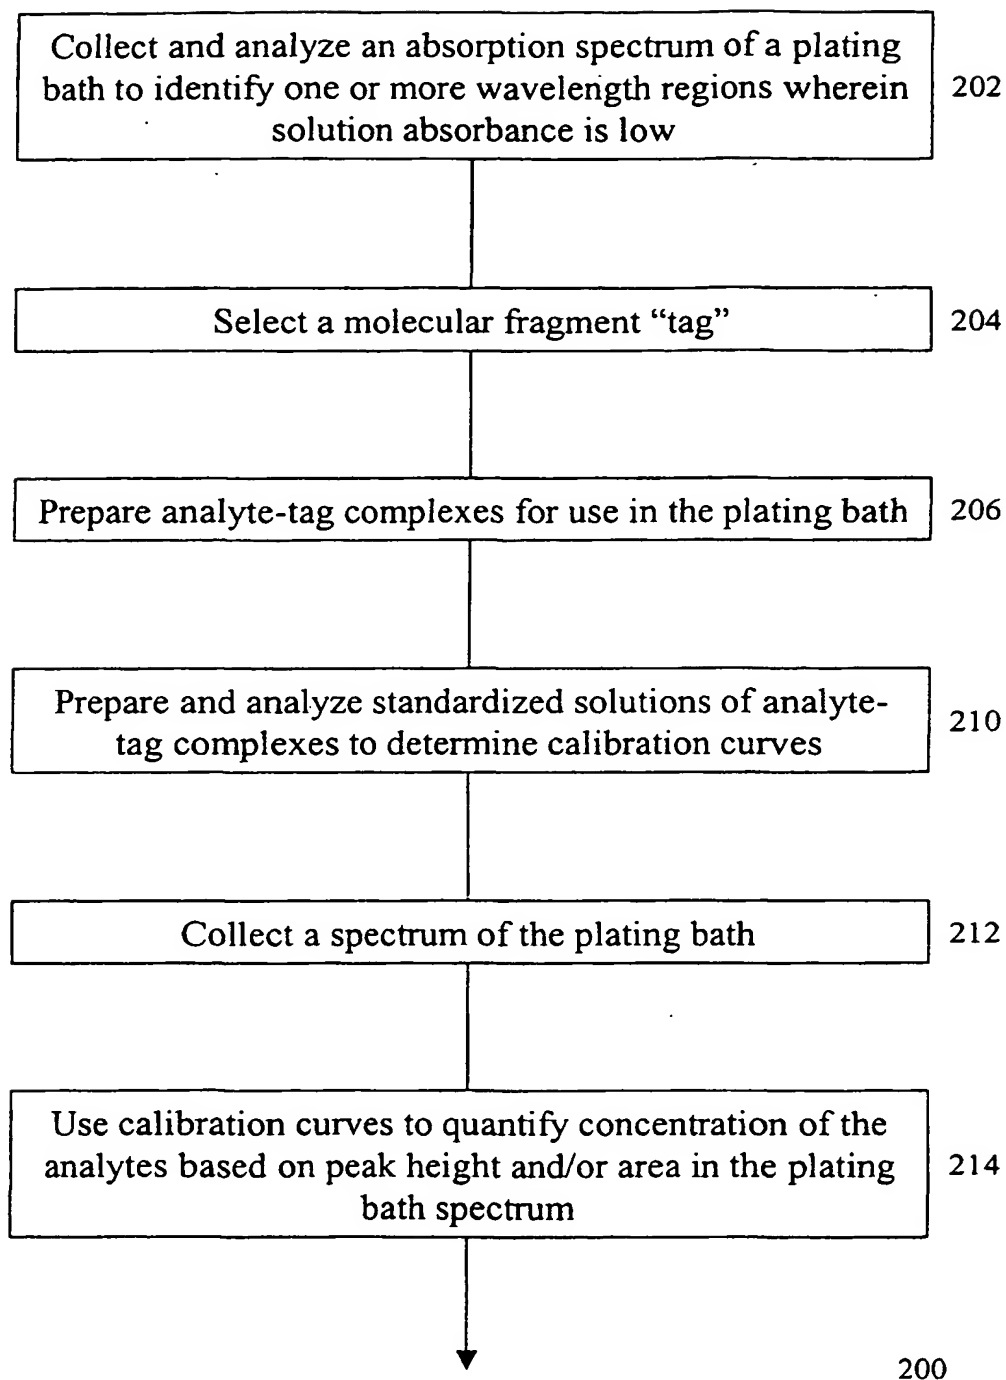 Collect and analyze an absorption spectrum of a plating
bath to identify one or more wavelength regions wherein
solution absorbance is low
202
Select a molecular fragment “tag”
204
Prepare analyte-tag complexes for use in the plating bath
206
Prepare and analyze standardized solutions of analyte-
tag complexes to determine calibration curves
210
Collect a spectrum of the plating bath
212
Use calibration curves to quantify concentration of the
analytes based on peak height and/or area in the plating
bath spectrum
214
200